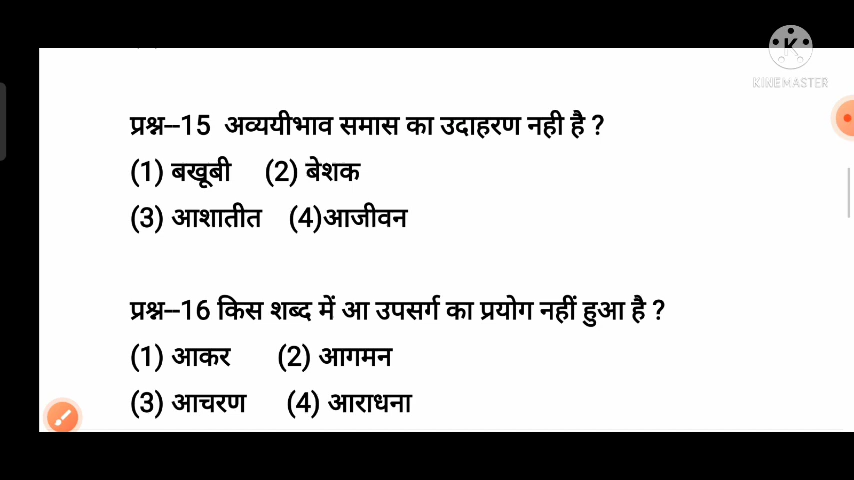 KINEMASTER
प्रश्न--15 अव्ययीभाव समास का उदाहरण नही है ?
(1) बखूबी (2) बेशक
(3) आशातीत (4)आजीवन
प्रश्न--16 किस शब्द में आ उपसर्ग का प्रयोग नहीं हुआ है ?
(1) आकर (2) आगमन
(3) आचरण (4) आराधना